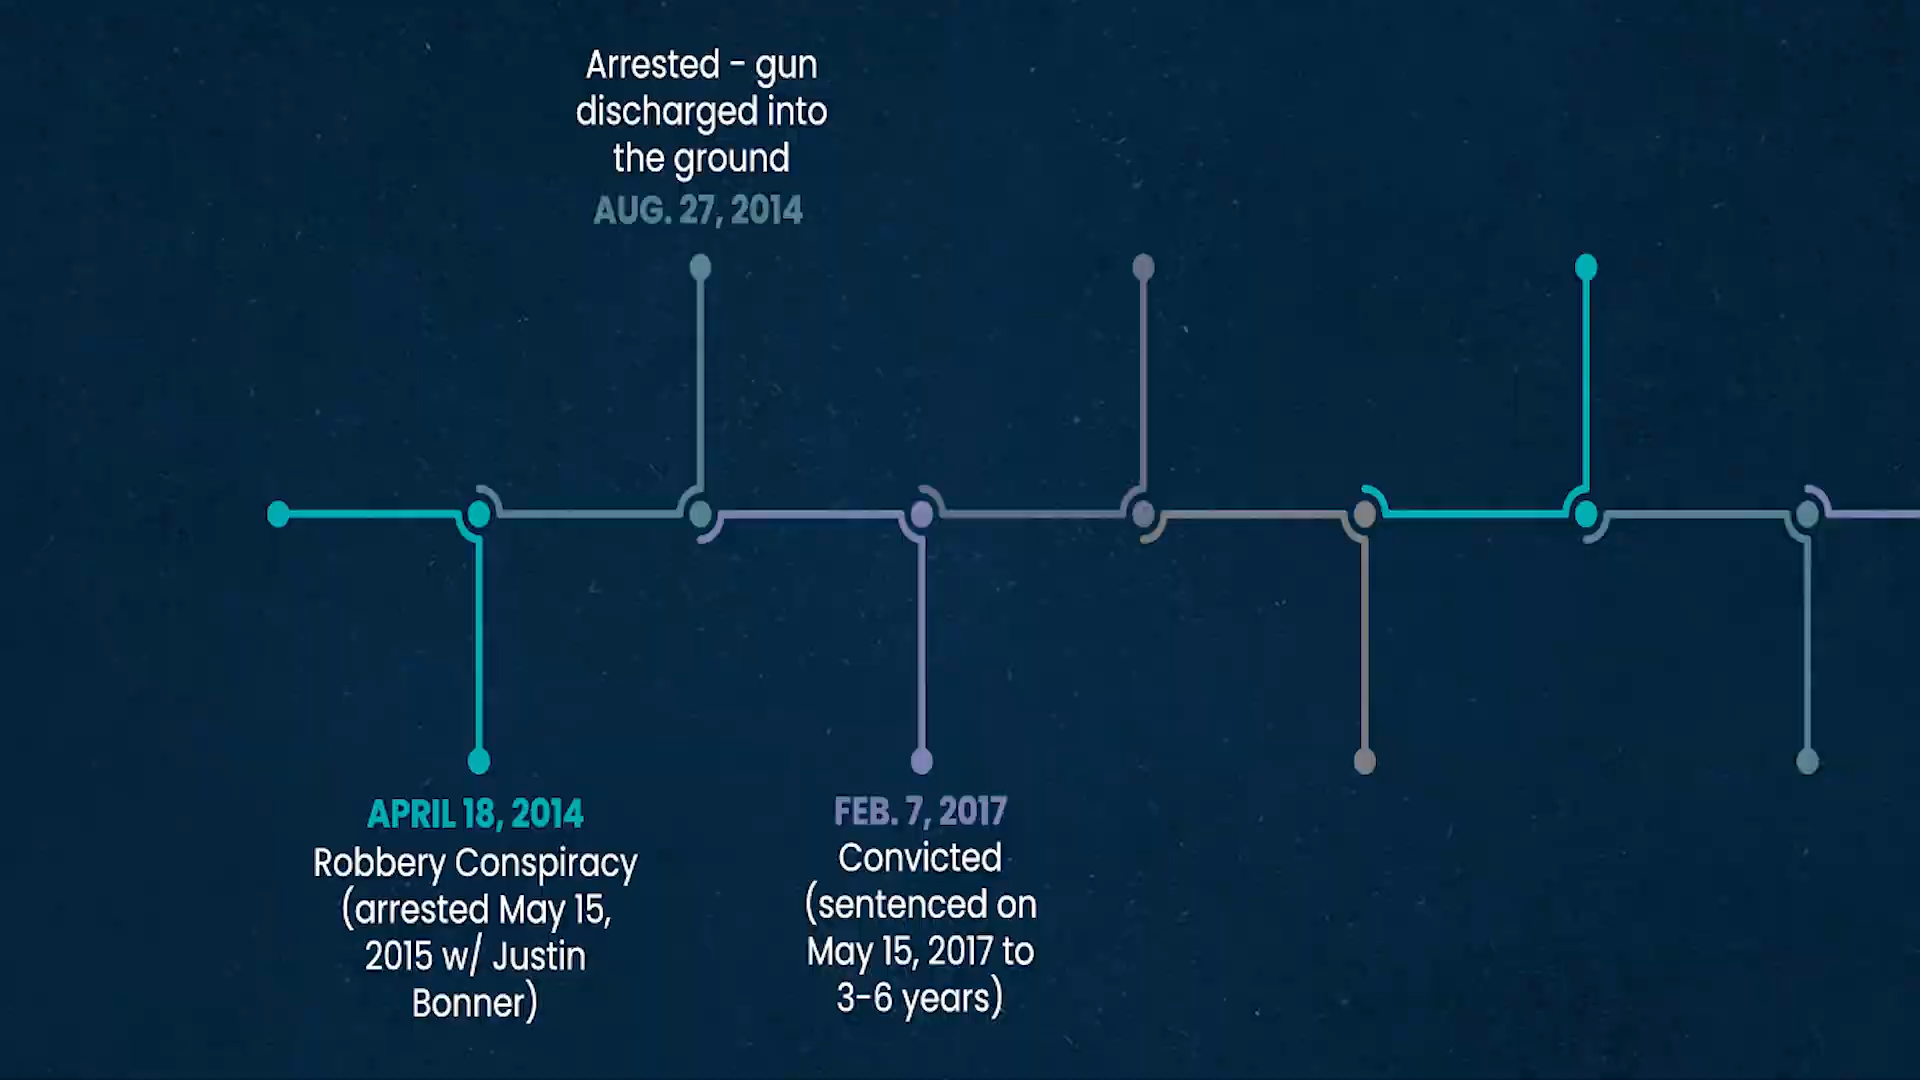 Arrested - gun
discharged into
the ground
AUG. 27, 2014
APRIL 18, 2014
Robbery Conspiracy
(arrested May 15,
2015 w/ Justin
Bonner)
FEB. 7, 2017
Convicted
(sentenced on
May 15, 2017 to
3-6 years)